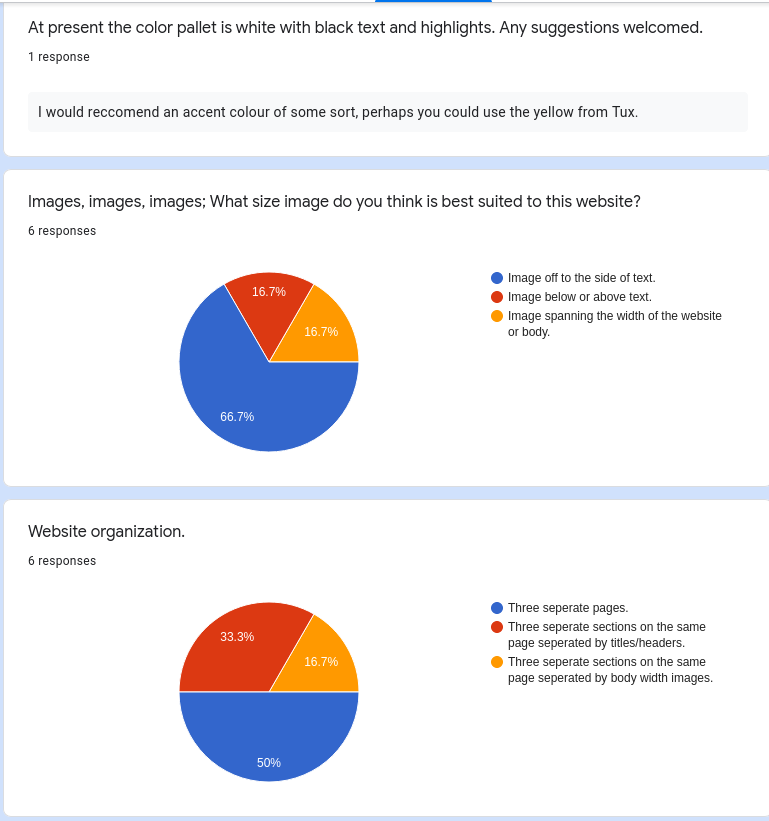 At present the color pallet is white with black text and highlights. Any suggestions welcomed.
1 response
I would reccomend an accent colour of some sort, perhaps you could use the yellow from Tux.
Images, images, images; What size image do you think is best suited to this website?
6 responses
16.7%
16.7%
66.7%
Image off to the side of text.
Image below or above text.
Image spanning the width of the website
or body.
Website organization.
6 responses
33.3%
16.7%
50%
Three seperate pages.
Three seperate sections on the same
page seperated by titles/headers.
Three seperate sections on the same
page seperated by body width images.